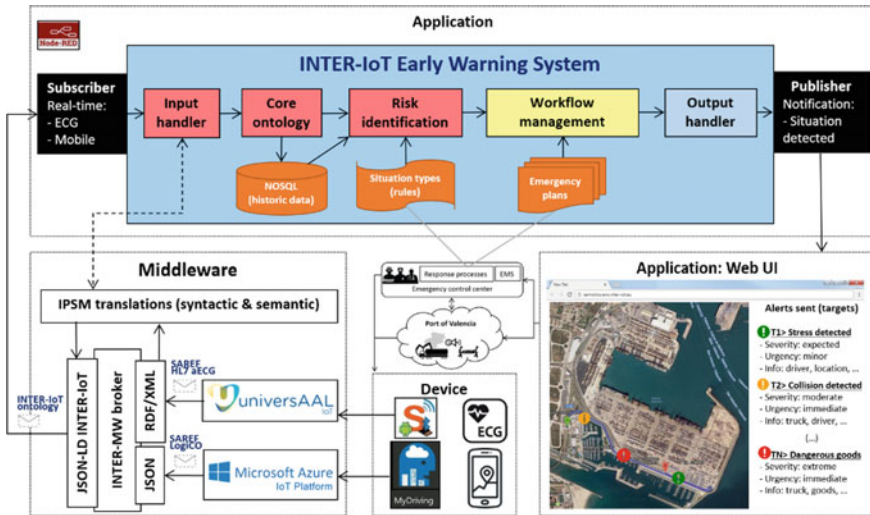 Application
Node-RED
INTER-IoT Early Warning System
Subscriber
Real-time:
- ECG
- Mobile
Input
handler
Core
ontology
Risk
identification
Workflow
management
Output
handler
Publisher
Notification:
- Situation
detected
NOSQL
(historic data)
Situation types
(rules)
Emergency
plans
Middleware
IPSM translations (syntactic & semantic)
INTER-IoT
ontology
JSON-LD INTER-IoT
INTER-MW broker
RDF/XML
JSON
SAREF
HL7 aECG
universAAL
IoT
SAREF
LogiCO
Microsoft Azure
IoT Platform
Response processes
EMS
Emergency control center
Port of Valencia
Device
ECG
MyDriving
Application: Web UI
Alerts sent (targets)
T1> Stress detected
- Severity: expected
- Urgency: minor
- Info: driver, location, ...
T2> Collision detected
- Severity: moderate
- Urgency: immediate
- Info: truck, driver, ...
(...)
TN> Dangerous goods
- Severity: extreme
- Urgency: immediate
- Info: truck, goods, ...